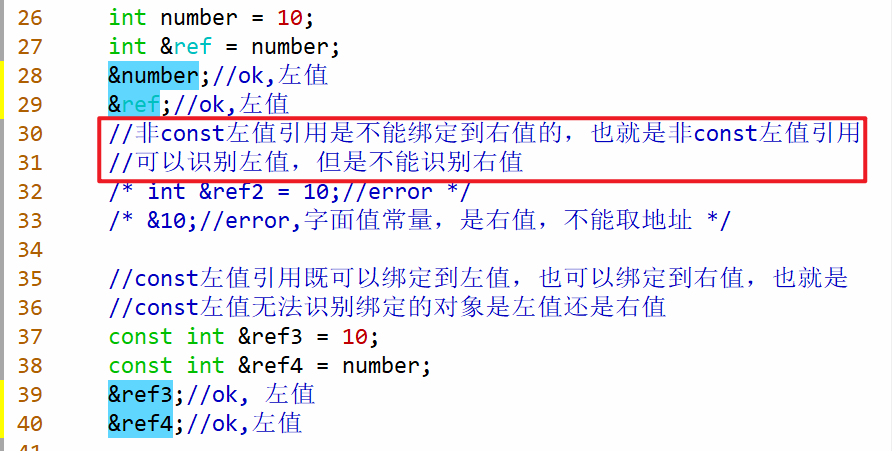 26 int number = 10;
27 int &ref = number;
28 &number;//ok,左值
29 &ref;//ok,左值
30 //非const左值引用是不能绑定到右值的，也就是非const左值引用
31 //可以识别左值，但是不能识别右值
32 /* int &ref2 = 10;//error */
33 /* &10;//error,字面值常量，是右值，不能取地址 */
34
35 //const左值引用既可以绑定到左值，也可以绑定到右值，也就是
36 //const左值无法识别绑定的对象是左值还是右值
37 const int &ref3 = 10;
38 const int &ref4 = number;
39 &ref3;//ok, 左值
40 &ref4;//ok,左值
41